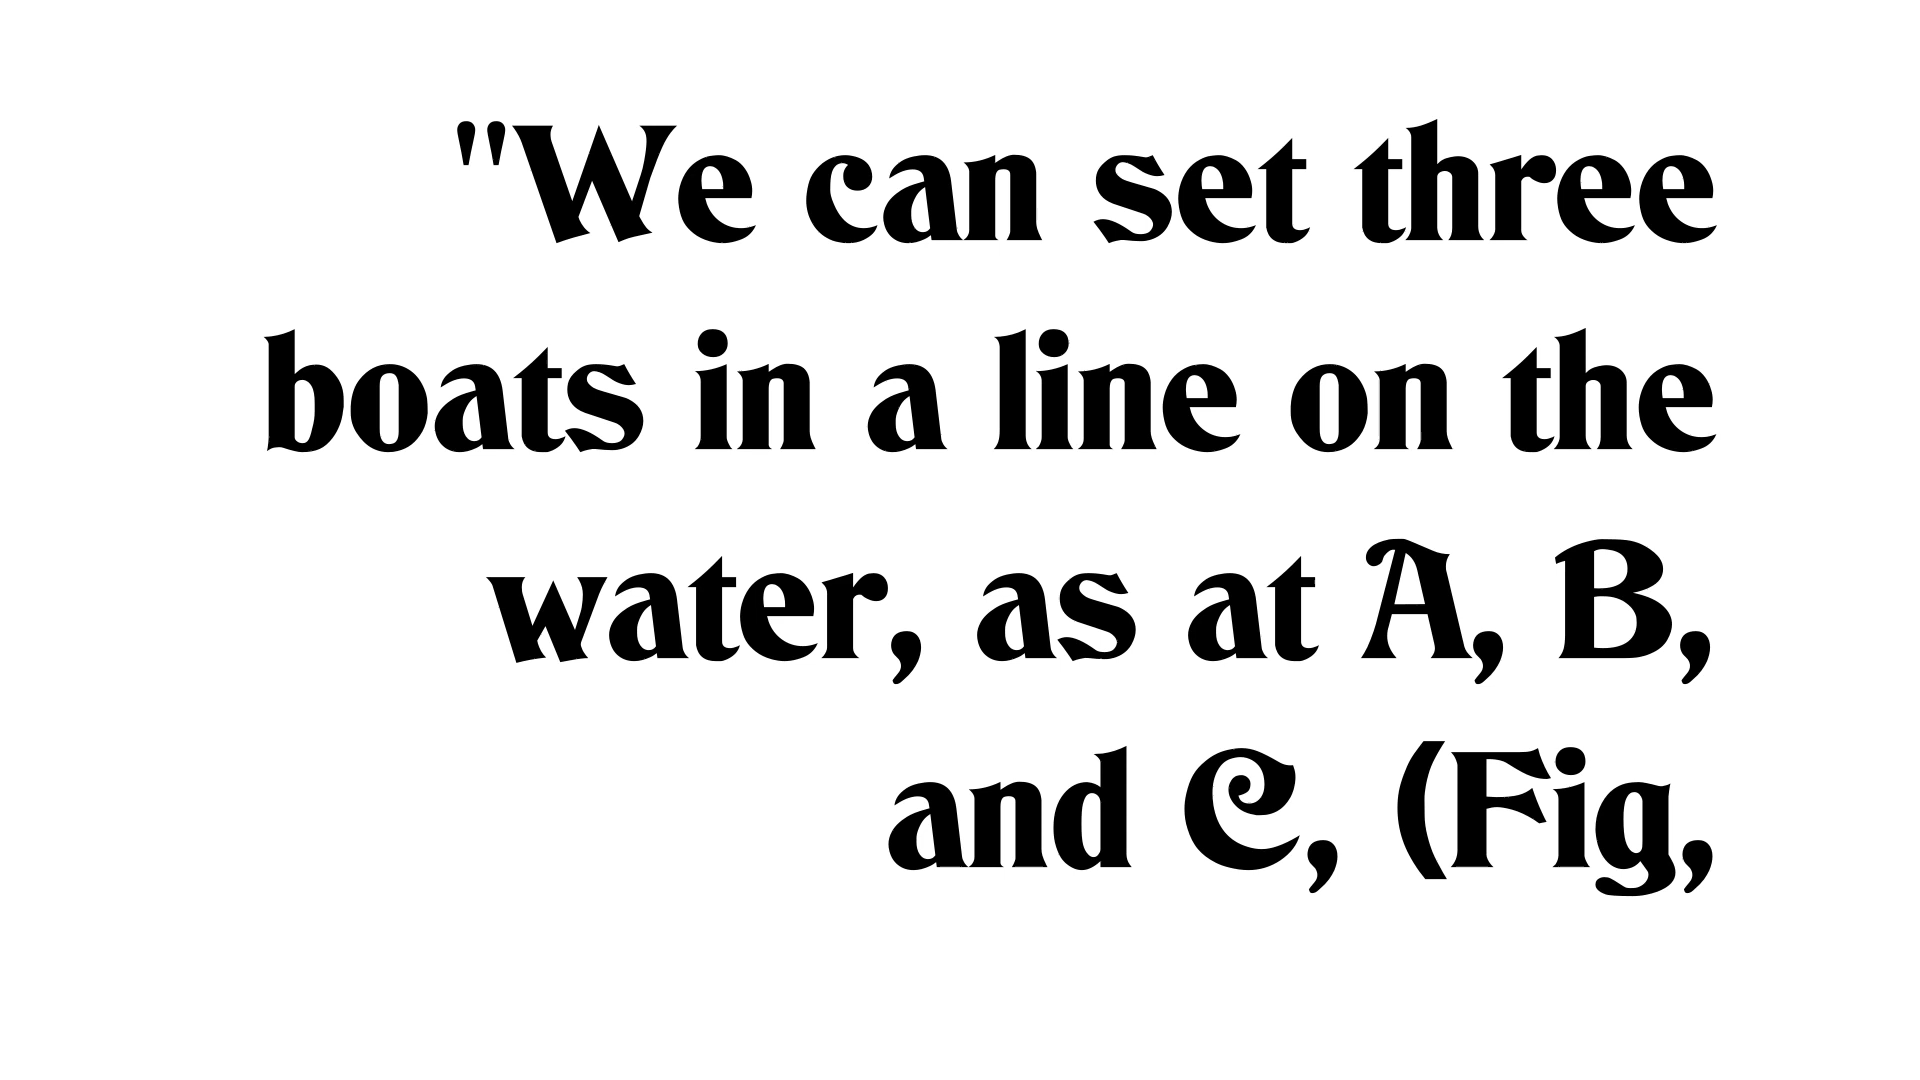 "We can set three
boats in a line on the
water, as at A, B,
and C, (Fig,